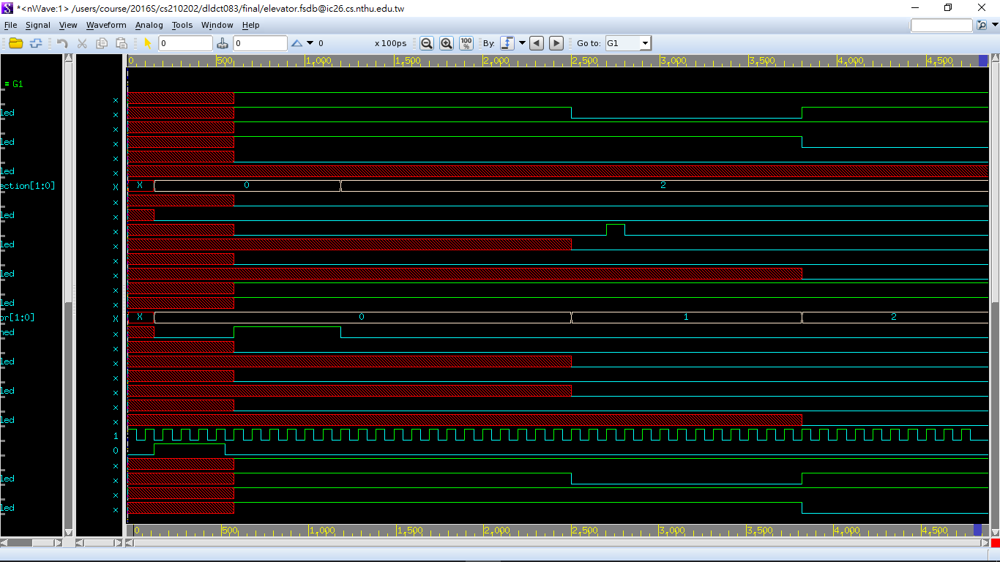 *<nWave:1> /users/course/2016S/cs210202/dldct083/final/elevator.fsdb@ic26.cs.nthu.edu.tw
File Signal View Waveform Analog Tools Window Help
0 0 0 x 100ps 100% By: Go to: G1
0 500 1,000 1,500 2,000 2,500 3,000 3,500 4,000 4,500
= G1
x
led x
x
led x
x
led x
ection[1:0] X X 0 2
x
led x
x
led x
x
led x
x
led x
or[1:0] X X 0 1 2
ned x
x
led x
x
led x
x
led x
1
0
x
led x
x
led x
0 500 1,000 1,500 2,000 2,500 3,000 3,500 4,000 4,500